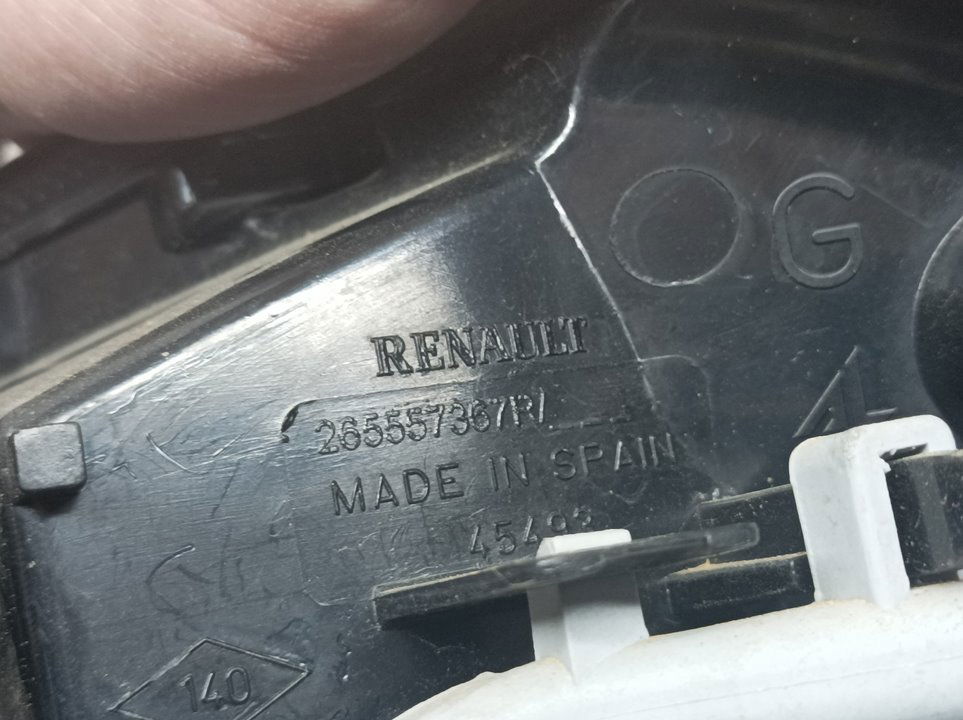 G
RENAULT
265557367R/
MADE IN SPAIN
140